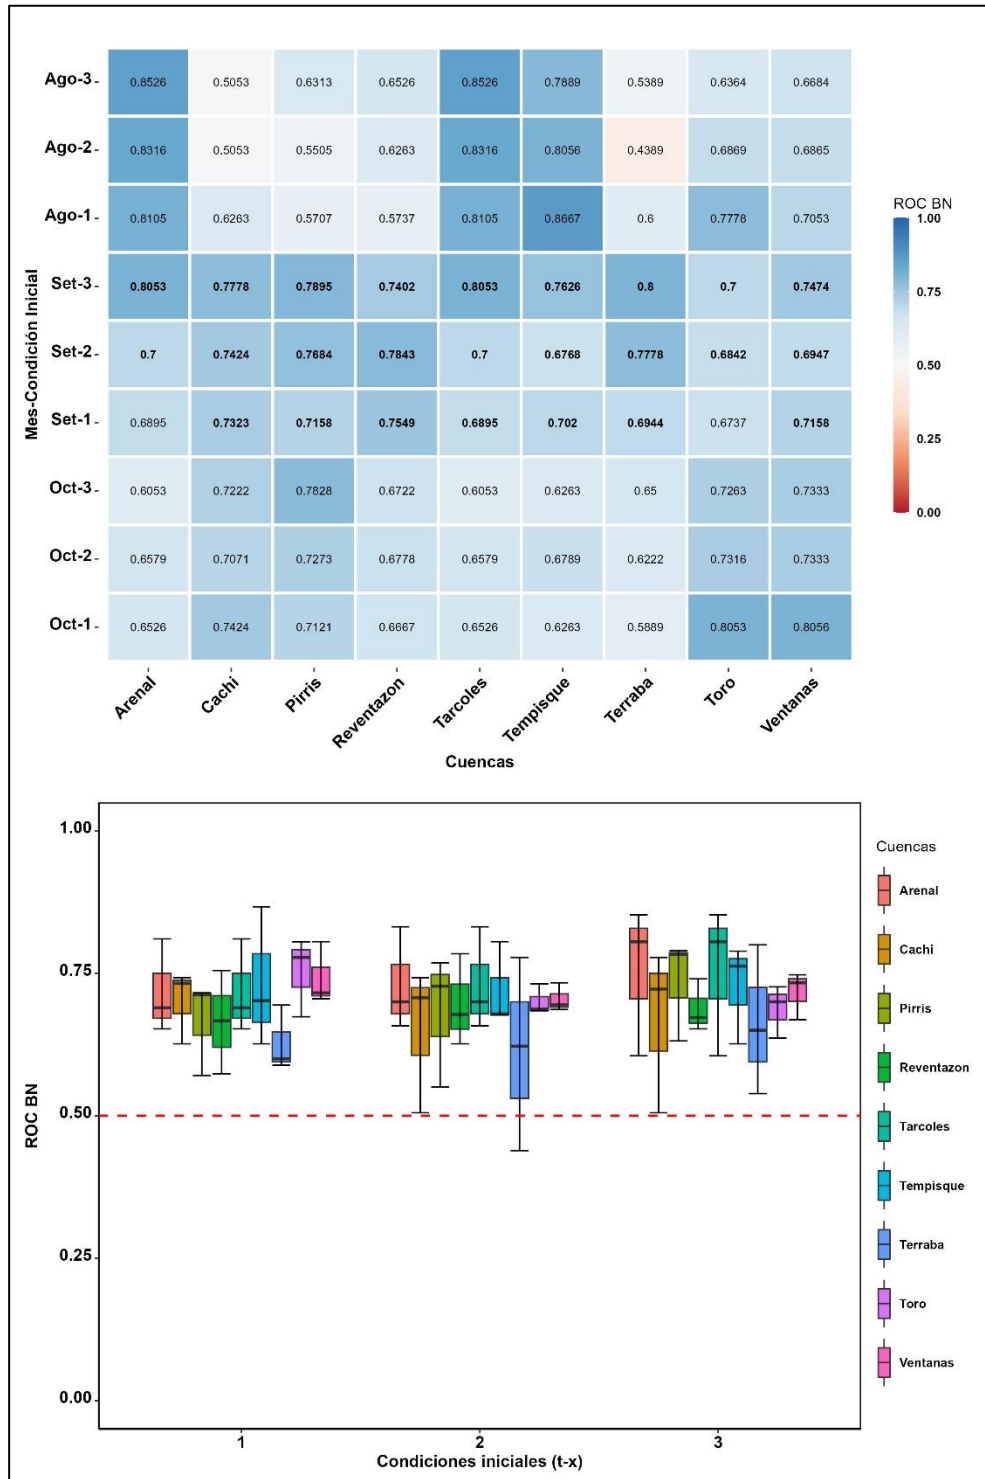 Ago-3
0.8526 0.5053 0.6313 0.6526 0.8526 0.7889 0.5389 0.6364 0.6684
Ago-2
0.8316 0.5053 0.5505 0.6263 0.8316 0.8056 0.4389 0.6869 0.6865
Ago-1
0.8105 0.6263 0.5707 0.5737 0.8105 0.8667 0.6 0.7778 0.7053
Set-3
0.8053 0.7778 0.7895 0.7402 0.8053 0.7626 0.8 0.7 0.7474
Set-2
0.7 0.7424 0.7684 0.7843 0.7 0.6768 0.7778 0.6842 0.6947
Set-1
0.6895 0.7323 0.7158 0.7549 0.6895 0.702 0.6944 0.6737 0.7158
Oct-3
0.6053 0.7222 0.7828 0.6722 0.6053 0.6263 0.65 0.7263 0.7333
Oct-2
0.6579 0.7071 0.7273 0.6778 0.6579 0.6789 0.6222 0.7316 0.7333
Oct-1
0.6526 0.7424 0.7121 0.6667 0.6526 0.6263 0.5889 0.8053 0.8056
Mes-Condición Inicial
Arenal
Cachi
Pirris
Reventazon
Tarcoles
Tempisque
Terraba
Toro
Ventanas
Cuencas
ROC BN
1.00
0.75
0.50
0.25
0.00
1.00
0.75
0.50
0.25
0.00
ROC BN
1
2
3
Condiciones iniciales (t-x)
Cuencas
Arenal
Cachi
Pirris
Reventazon
Tarcoles
Tempisque
Terraba
Toro
Ventanas